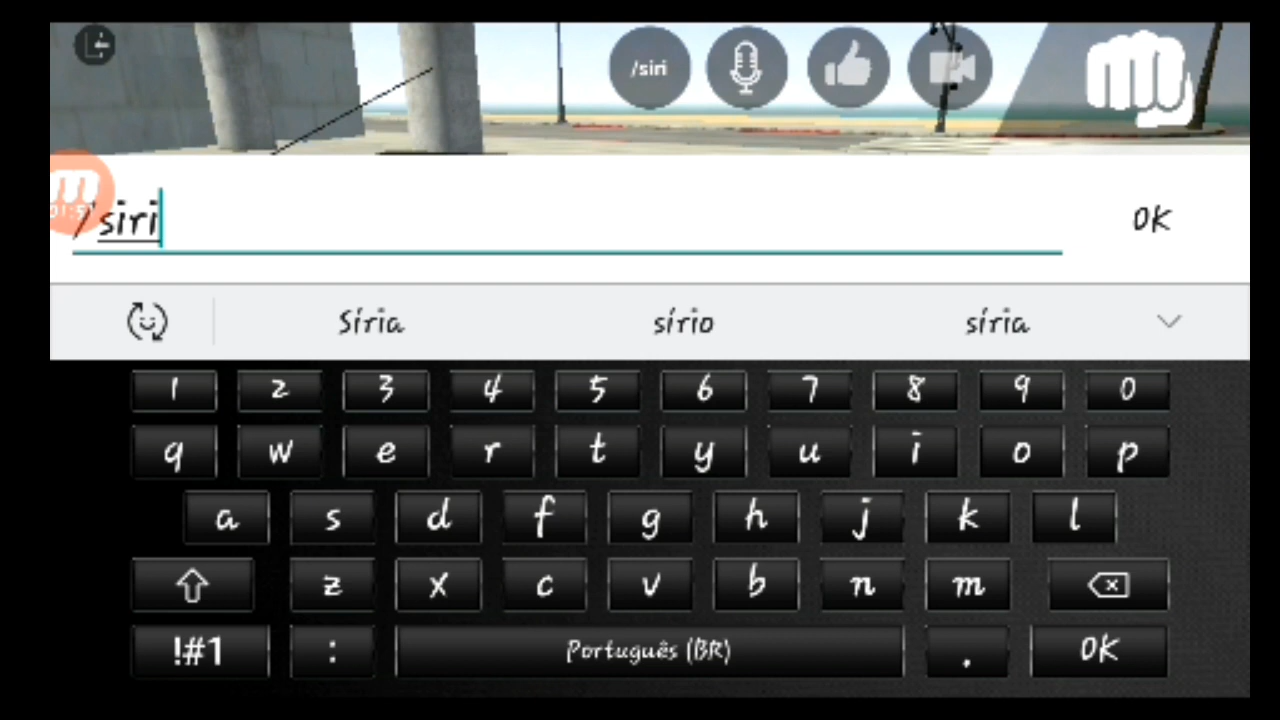 /siri
/siri
OK
Síria sírio síria
1 2 3 4 5 6 7 8 9 0
q w e r t y u i o p
a s d f g h j k l
z x c v b n m
!#1 : Português (BR) . OK